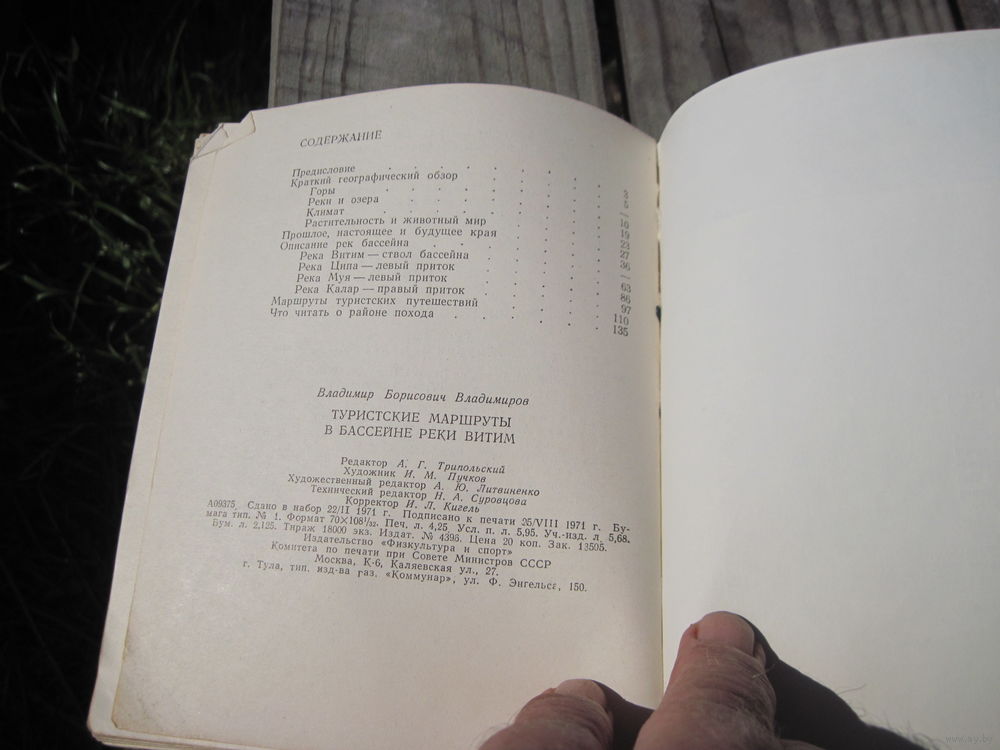 СОДЕРЖАНИЕ
Предисловие . . . . . . . 3
Краткий географический обзор . . . . 5
Горы . . . . . . . —
Реки и озера . . . . . . 10
Климат . . . . . . . 19
Растительность и животный мир . . . 23
Прошлое, настоящее и будущее края . . . 27
Описание рек бассейна . . . . . 36
Река Витим — ствол бассейна . . . —
Река Ципа — левый приток . . . . 63
Река Муя — левый приток . . . . 86
Река Калар — правый приток . . . 97
Маршруты туристских путешествий . . . 110
Что читать о районе похода . . . . 135
Владимир Борисович Владимиров
ТУРИСТСКИЕ МАРШРУТЫ
В БАССЕЙНЕ РЕКИ ВИТИМ
Редактор А. Г. Трипольский
Художник И. М. Пучков
Художественный редактор А. Ю. Литвиненко
Технический редактор Н. А. Суровцова
Корректор И. Л. Кигель
А09375. Сдано в набор 22/II 1971 г. Подписано к печати 25/VIII 1971 г. Бу-
мага тип. № 1. Формат 70×108¹/₃₂. Печ. л. 4,25. Усл. п. л. 5,95. Уч.-изд. л. 5,68.
Бум. л. 2,125. Тираж 18000 экз. Издат. № 4396. Цена 20 коп. Зак. 13505.
Издательство «Физкультура и спорт»
Комитета по печати при Совете Министров СССР
Москва, К-6, Каляевская ул., 27.
г. Тула, тип. изд-ва газ. «Коммунар», ул. Ф. Энгельса, 150.
www.ay.by